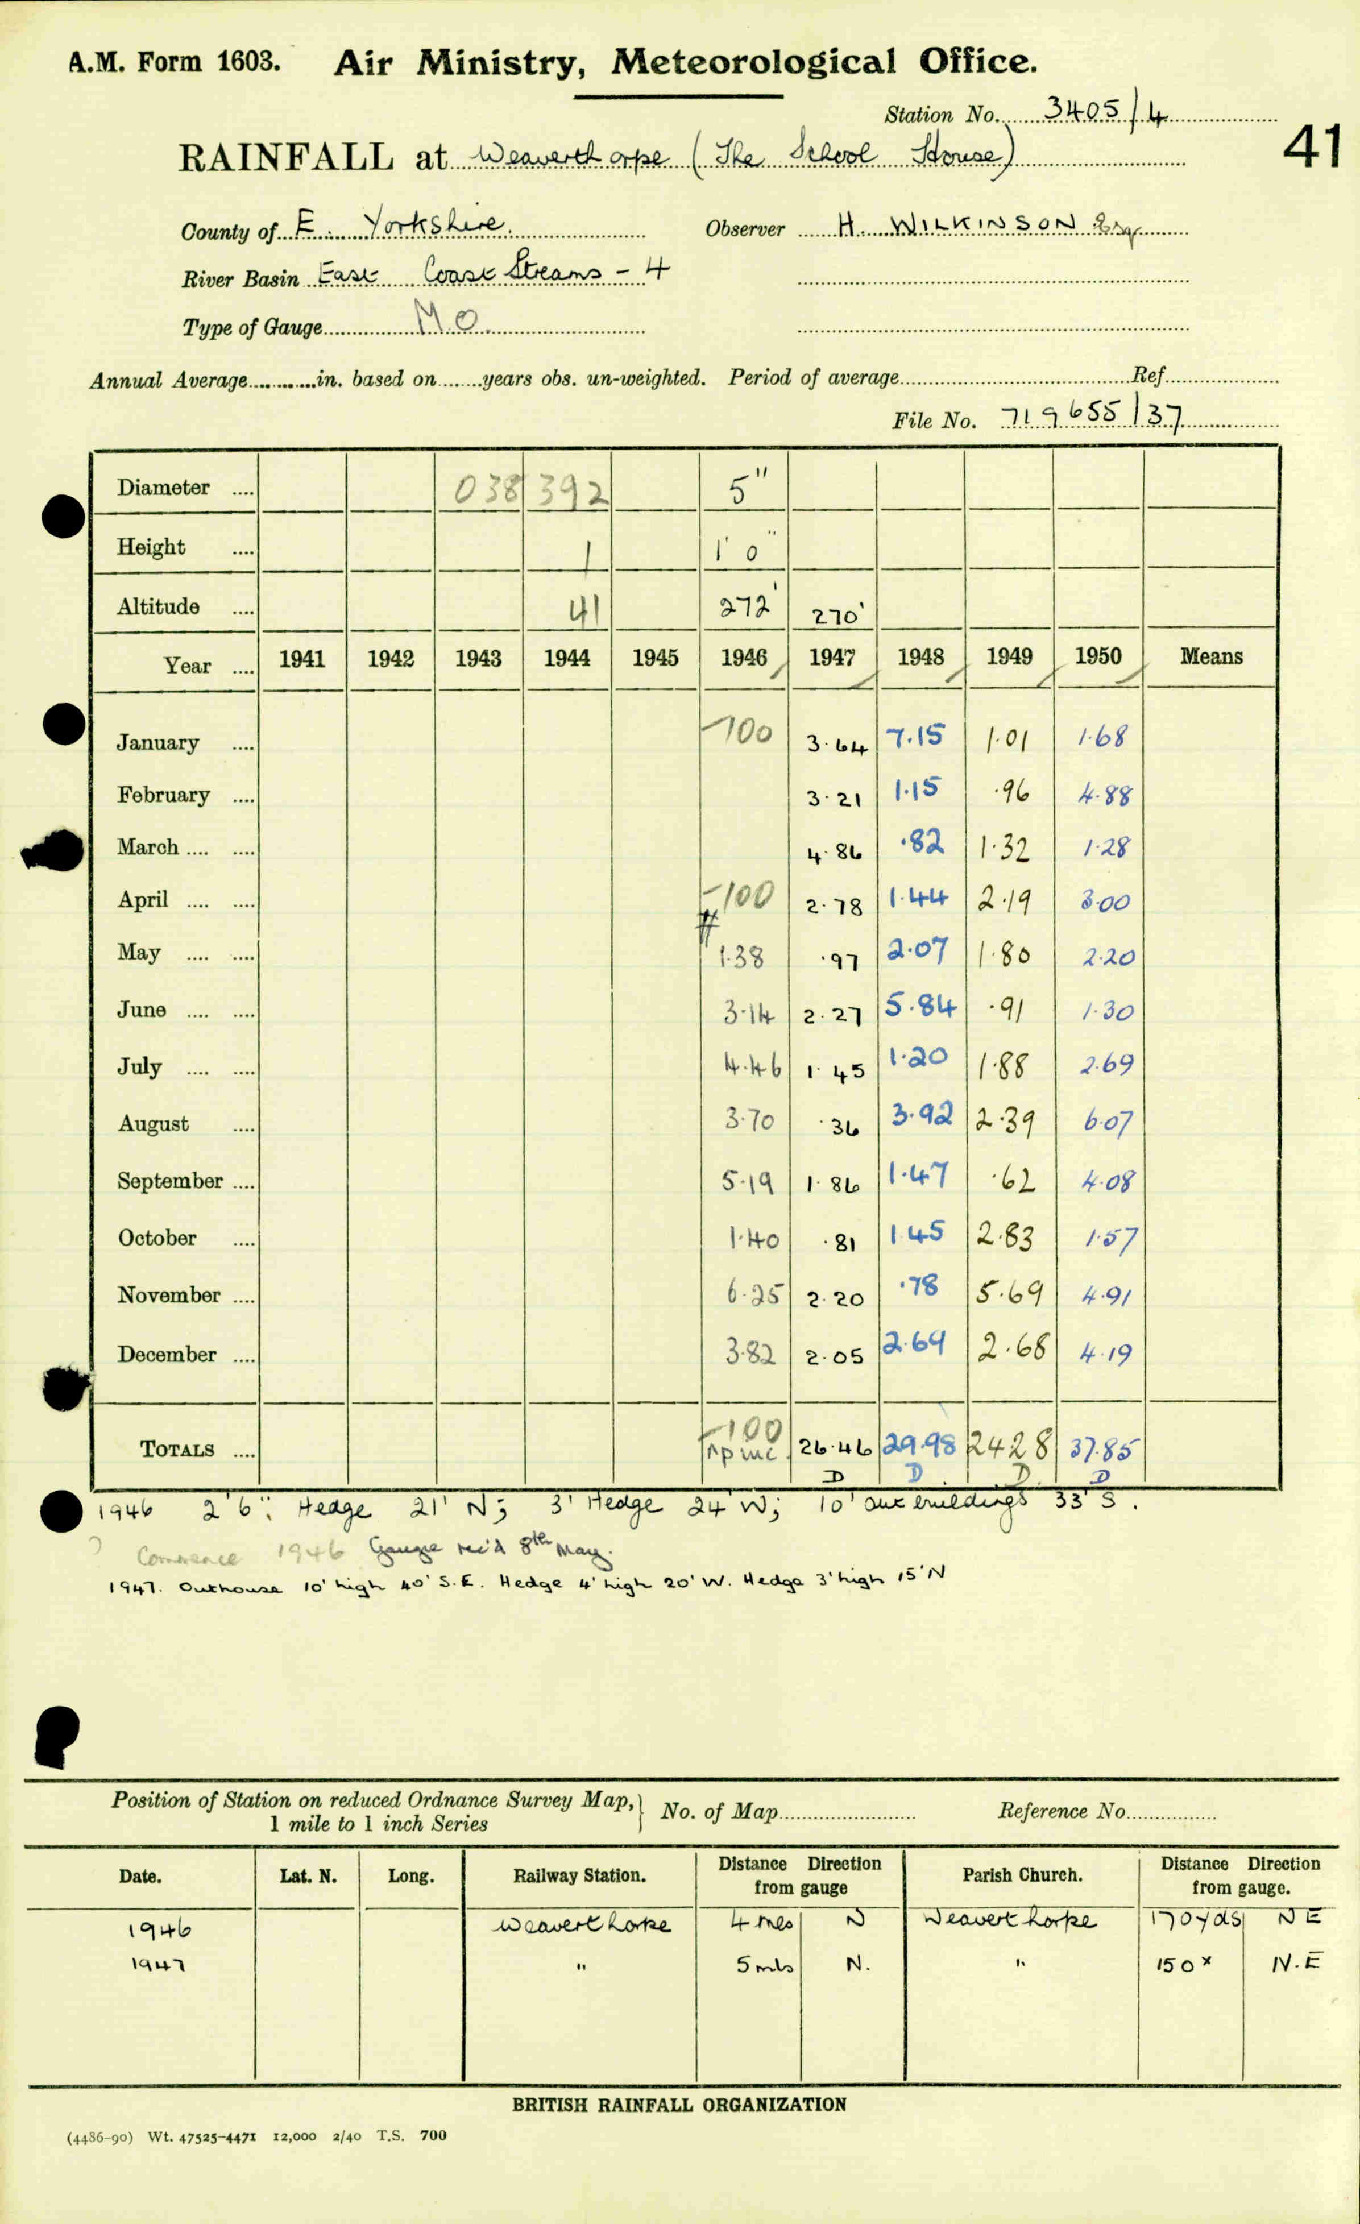 A.M. Form 1603. Air Ministry, Meteorological Office.
Station No. 3405/4
41
RAINFALL at Weaverthorpe (The School House)
County of E. Yorkshire. Observer H. WILKINSON Esq
River Basin East Coast Streams - 4
Type of Gauge M.O.
Annual Average in. based on years obs. un-weighted. Period of average Ref
File No. 719655/37
Diameter .... 038 392 5"
Height .... 1 1' 0"
Altitude .... 41 272' 270'
Year .... 1941 1942 1943 1944 1945 1946 1947 1948 1949 1950 Means
January .... -100 3.64 7.15 1.01 1.68
February .... 3.21 1.15 .96 4.88
March .... .... 4.86 .82 1.32 1.28
April .... .... -100 2.78 1.44 2.19 3.00
May .... .... # 1.38 .97 2.07 1.80 2.20
June .... .... 3.14 2.27 5.84 .91 1.30
July .... .... 4.46 1.45 1.20 1.88 2.69
August .... 3.70 .36 3.92 2.39 6.07
September .... 5.19 1.86 1.47 .62 4.08
October .... 1.40 .81 1.45 2.83 1.57
November .... 6.25 2.20 .78 5.69 4.91
December .... 3.82 2.05 2.69 2.68 4.19
TOTALS .... -100 26.46 29.98 24.28 37.85
D D D D
1946 2'6" Hedge 21' N; 3' Hedge 24' W; 10' outbuildings 33' S.
? Commence 1946 Gauge rec'd 8th May.
1947. Outhouse 10' high 40' S.E. Hedge 4' high 20' W. Hedge 3' high 15' N
Position of Station on reduced Ordnance Survey Map, 1 mile to 1 inch Series } No. of Map Reference No.
Date. Lat. N. Long. Railway Station. Distance Direction from gauge Parish Church. Distance Direction from gauge.
1946 Weaverthorpe 4 mls N Weaverthorpe 170yds NE
1947 " 5 mls N. " 150x N.E
BRITISH RAINFALL ORGANIZATION
(4486-90) Wt. 47525-4471 12,000 2/40 T.S. 700